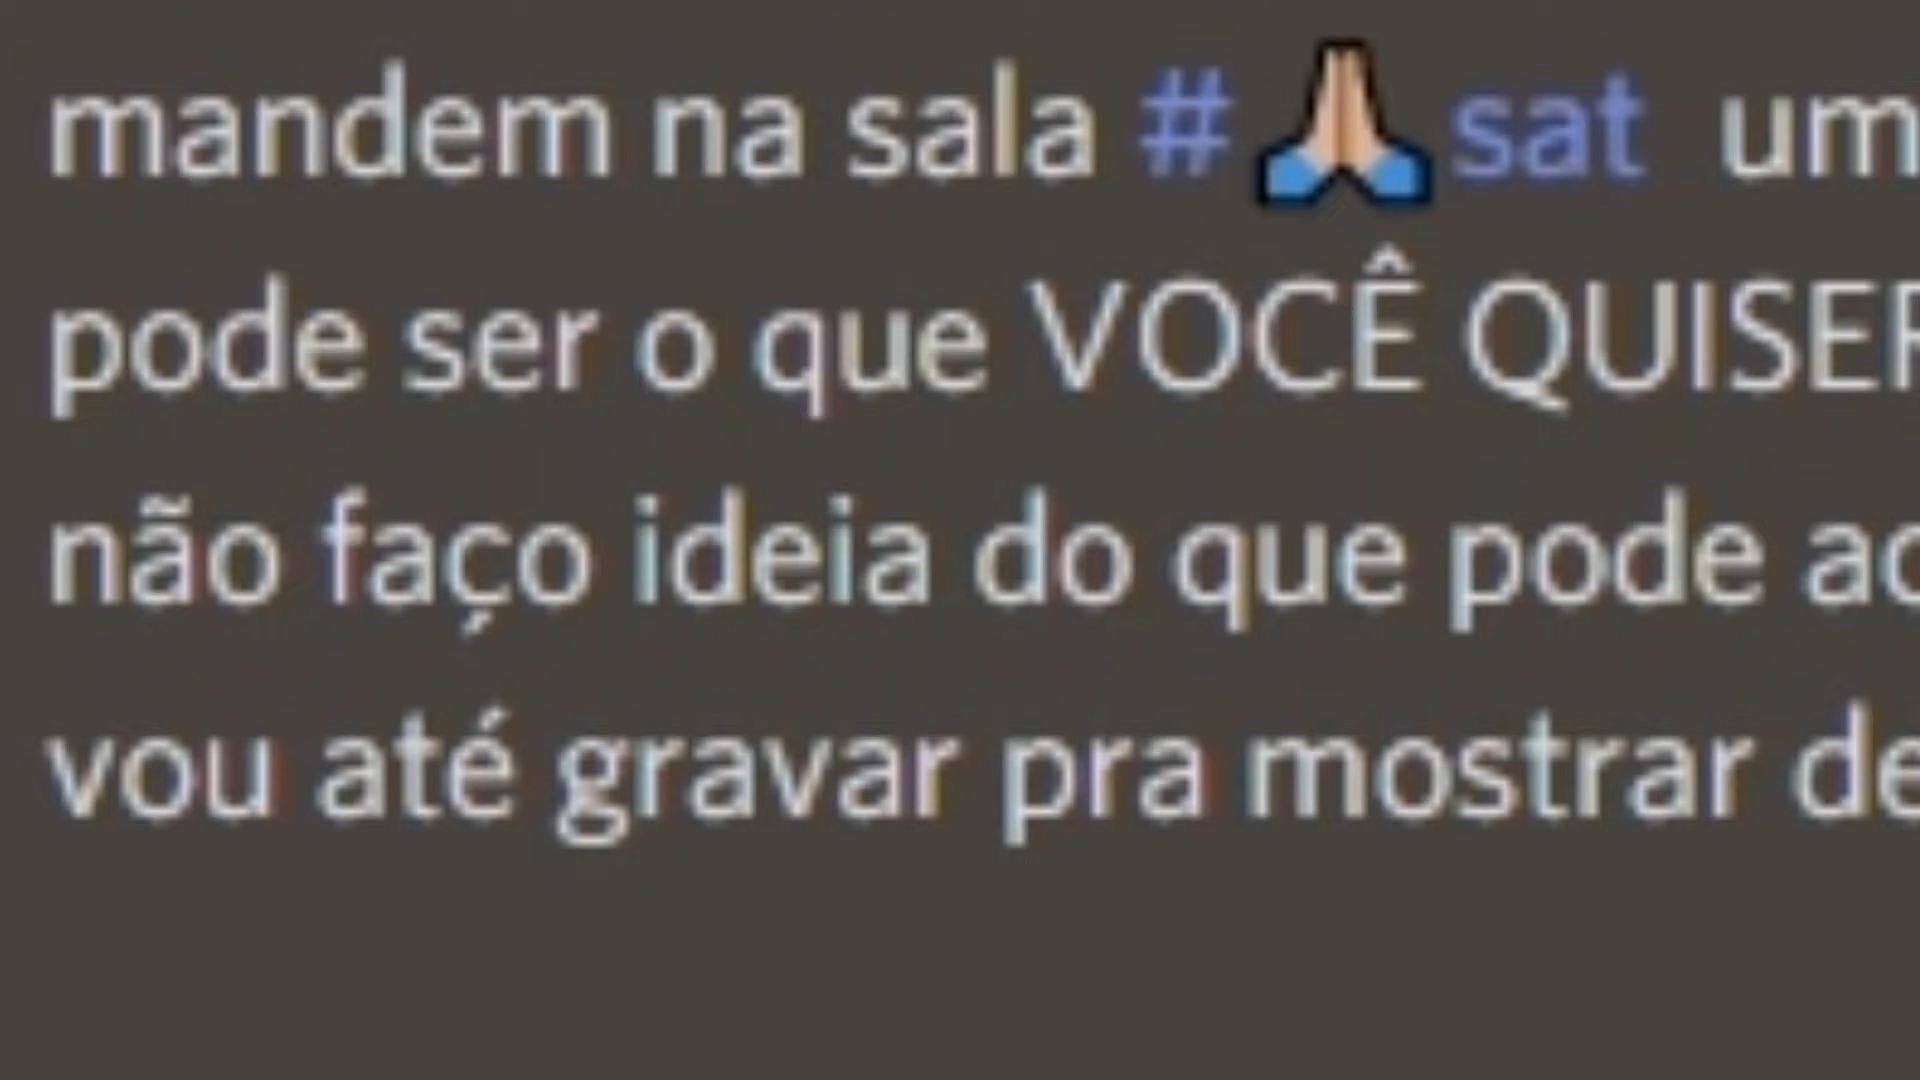 mandem na sala #🙏sat um
pode ser o que VOCÊ QUISER
não faço ideia do que pode
vou até gravar pra mostrar